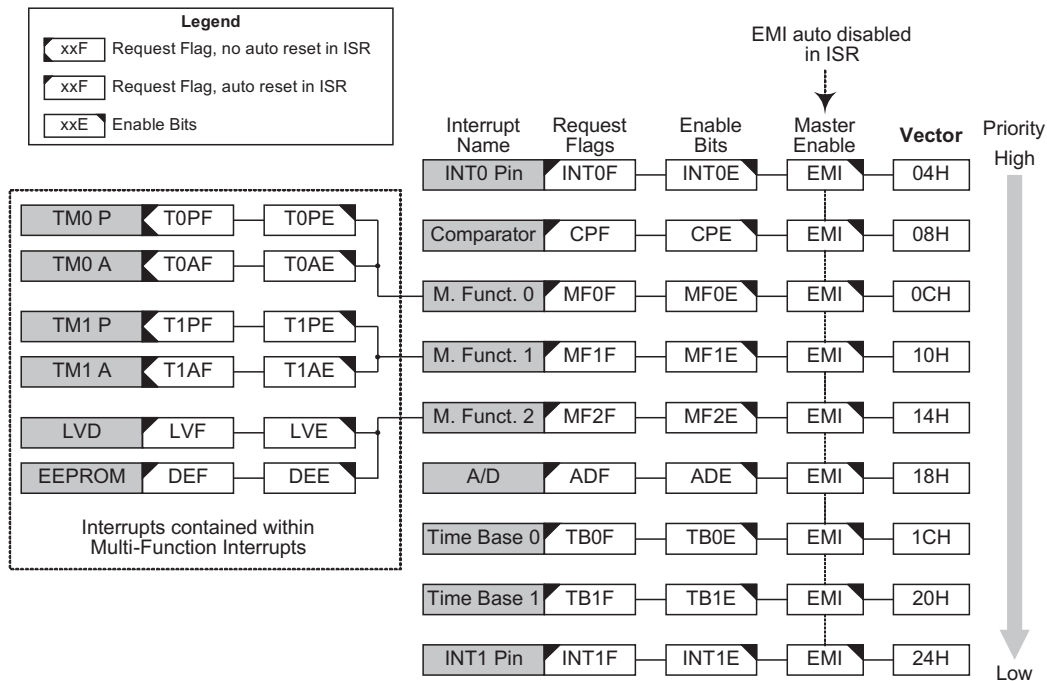 Legend
xxF Request Flag, no auto reset in ISR
xxF Request Flag, auto reset in ISR
xxE Enable Bits
EMI auto disabled
in ISR
Interrupt
Name
Request
Flags
Enable
Bits
Master
Enable
Vector
Priority
High
INT0 Pin INT0F INT0E EMI 04H
TM0 P T0PF T0PE
Comparator CPF CPE EMI 08H
TM0 A T0AF T0AE
M. Funct. 0 MF0F MF0E EMI 0CH
TM1 P T1PF T1PE
M. Funct. 1 MF1F MF1E EMI 10H
TM1 A T1AF T1AE
M. Funct. 2 MF2F MF2E EMI 14H
LVD LVF LVE
EEPROM DEF DEE
A/D ADF ADE EMI 18H
Interrupts contained within
Multi-Function Interrupts
Time Base 0 TB0F TB0E EMI 1CH
Time Base 1 TB1F TB1E EMI 20H
INT1 Pin INT1F INT1E EMI 24H
Low